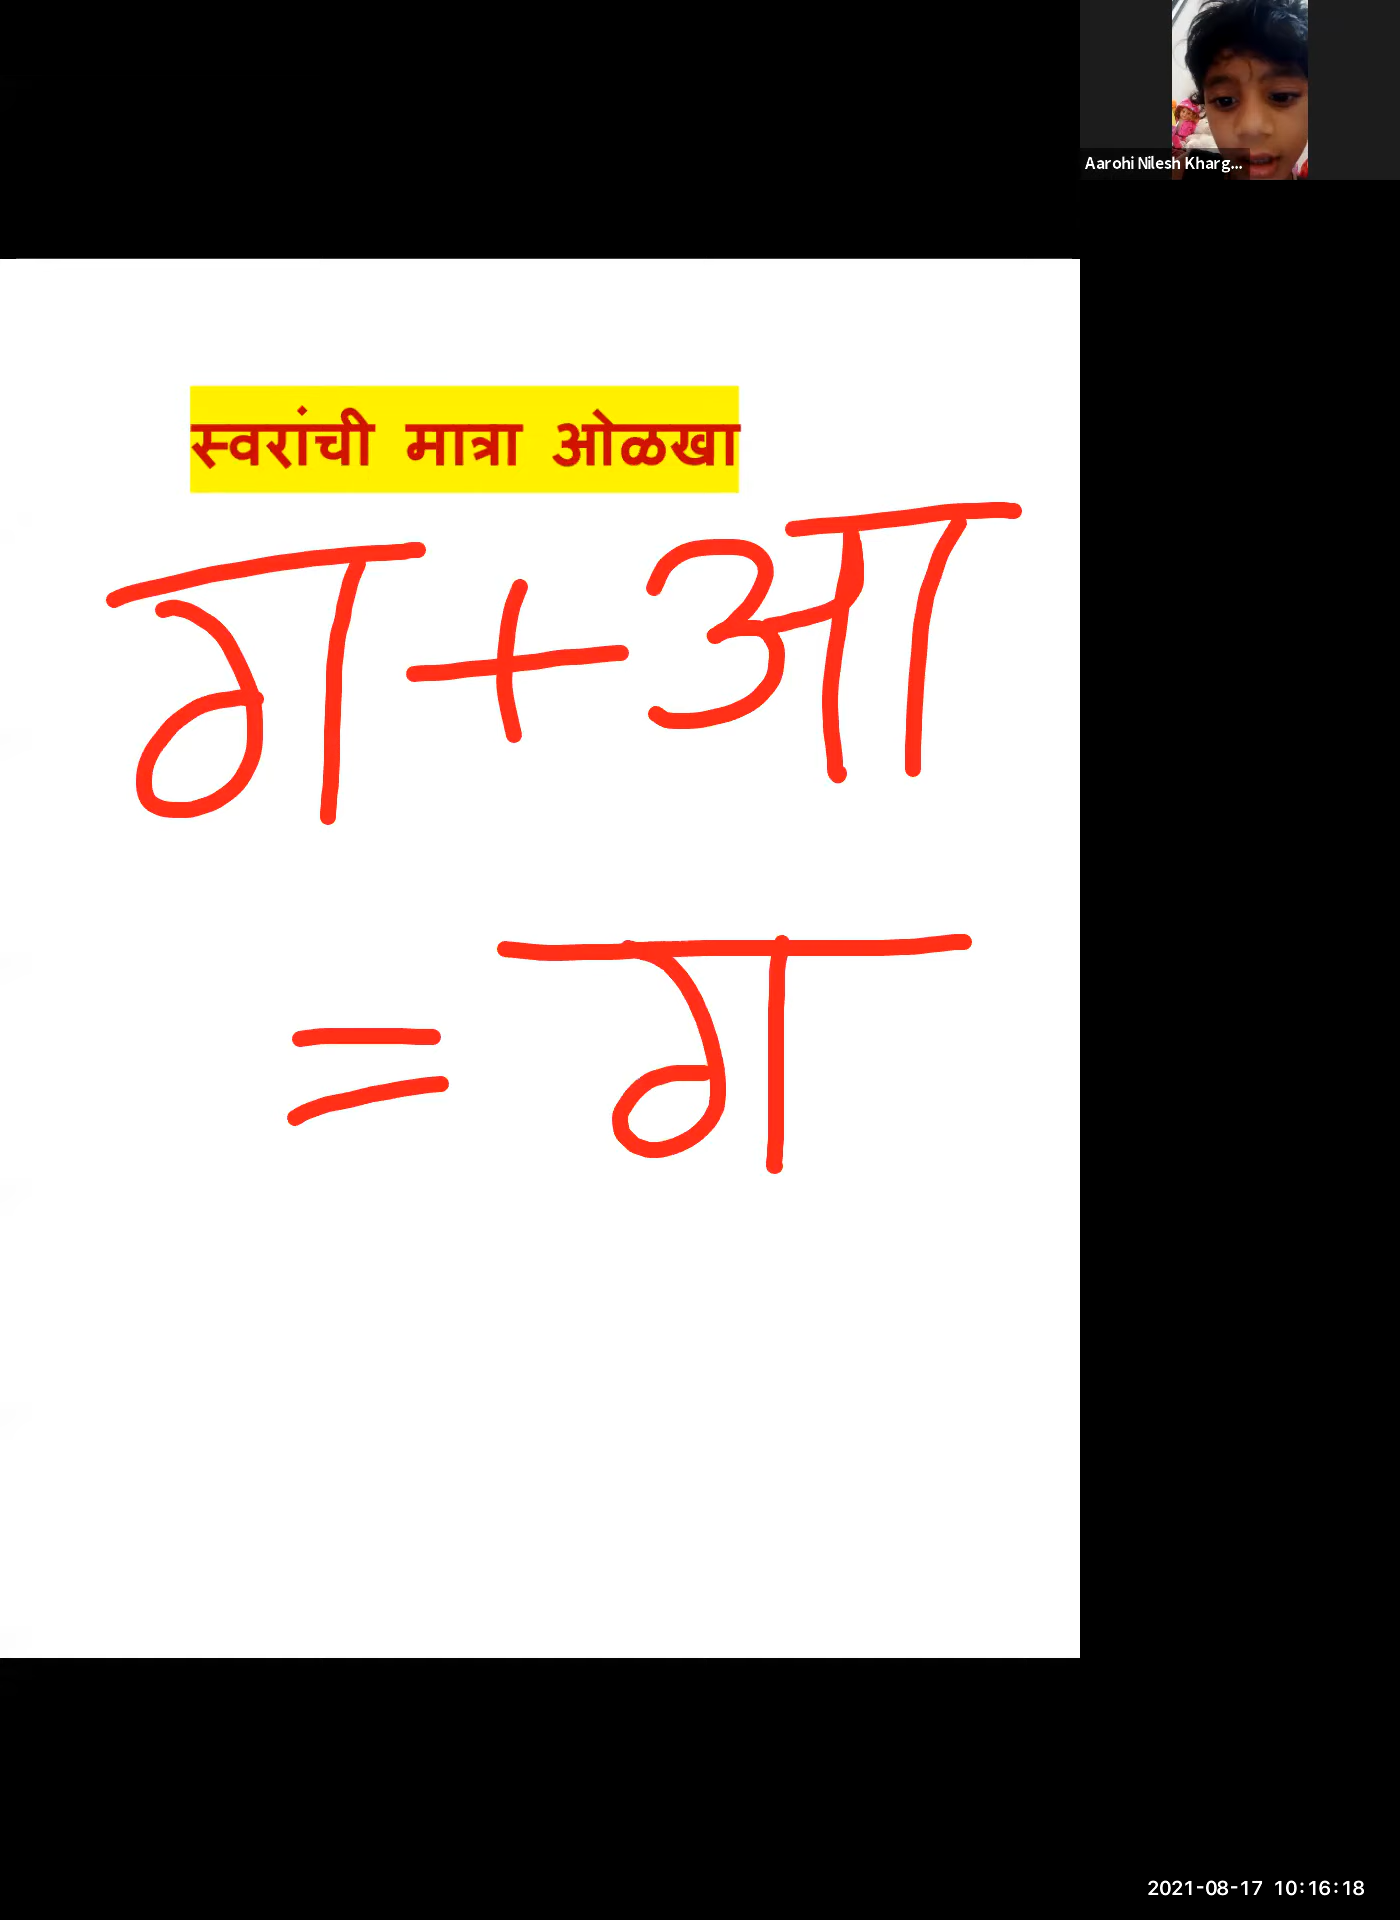 Aarohi Nilesh Kharg...
स्वरांची मात्रा ओळखा
ग + आ
= ग
2021-08-17 10:16:18